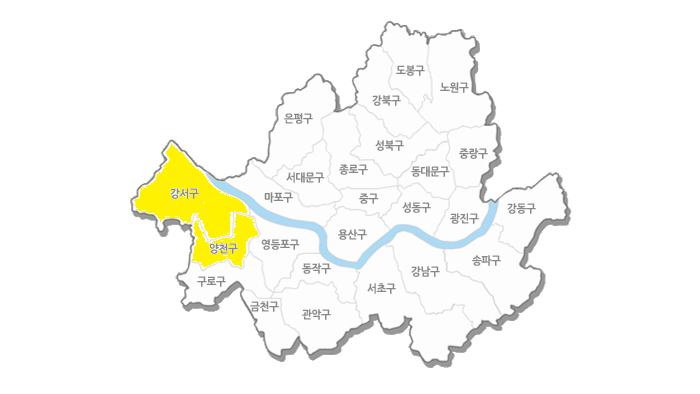 도봉구
노원구
강북구
은평구
성북구
중랑구
종로구
동대문구
서대문구
강서구
마포구
중구
성동구
강동구
광진구
용산구
양천구
영등포구
송파구
동작구
강남구
구로구
서초구
금천구
관악구